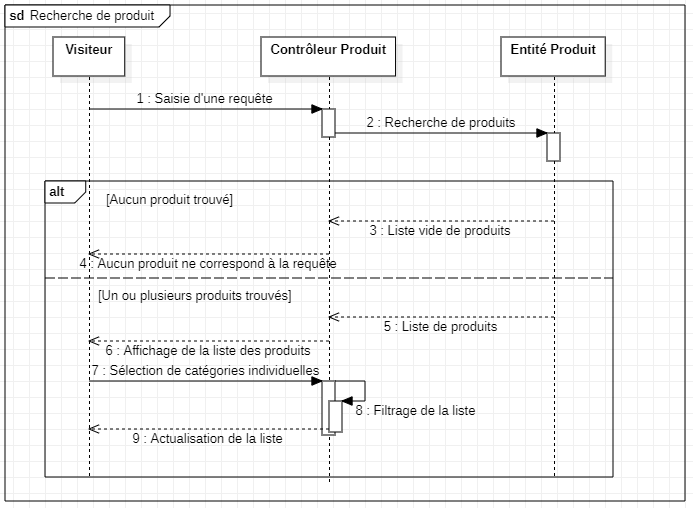 sd Recherche de produit
Visiteur
Contrôleur Produit
Entité Produit
1 : Saisie d'une requête
2 : Recherche de produits
alt
[Aucun produit trouvé]
3 : Liste vide de produits
4 : Aucun produit ne correspond à la requête
[Un ou plusieurs produits trouvés]
5 : Liste de produits
6 : Affichage de la liste des produits
7 : Sélection de catégories individuelles
8 : Filtrage de la liste
9 : Actualisation de la liste